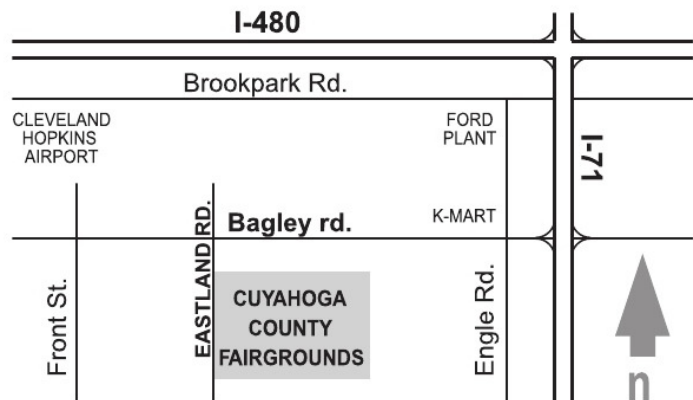 I-480
Brookpark Rd.
CLEVELAND
HOPKINS
AIRPORT
FORD
PLANT
I-71
K-MART
Bagley rd.
EASTLAND RD.
Front St.
CUYAHOGA
COUNTY
FAIRGROUNDS
Engle Rd.
n